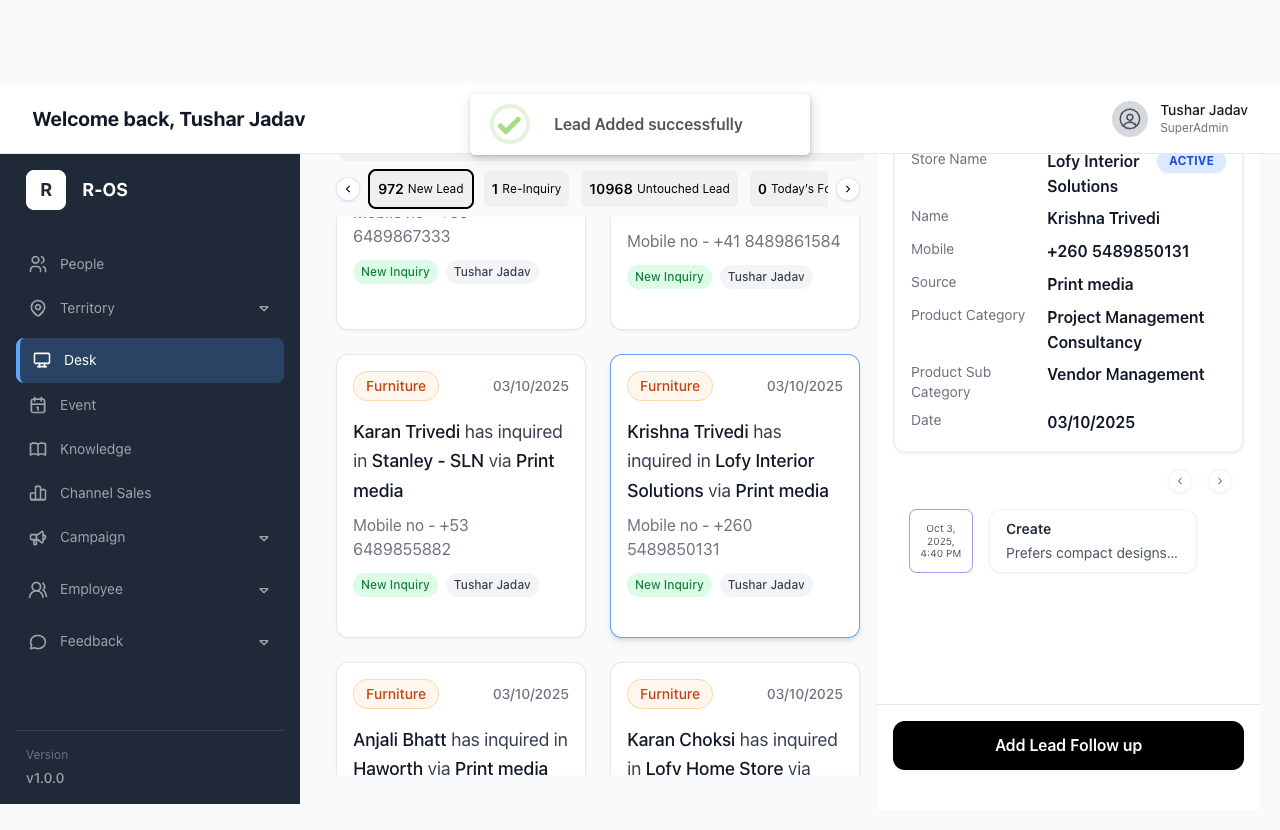 Welcome back, Tushar Jadav
Lead Added successfully
Tushar Jadav
SuperAdmin
R
R-OS
People
Territory
Desk
Event
Knowledge
Channel Sales
Campaign
Employee
Feedback
Version
v1.0.0
972 New Lead
1 Re-Inquiry
10968 Untouched Lead
0 Today's Fo
6489867333
New Inquiry
Tushar Jadav
Mobile no - +41 8489861584
New Inquiry
Tushar Jadav
Furniture
03/10/2025
Karan Trivedi has inquired
in Stanley - SLN via Print
media
Mobile no - +53
6489855882
New Inquiry
Tushar Jadav
Furniture
03/10/2025
Krishna Trivedi has
inquired in Lofy Interior
Solutions via Print media
Mobile no - +260
5489850131
New Inquiry
Tushar Jadav
Furniture
03/10/2025
Anjali Bhatt has inquired in
Haworth via Print media
Furniture
03/10/2025
Karan Choksi has inquired
in Lofy Home Store via
Store Name
Lofy Interior
Solutions
ACTIVE
Name
Krishna Trivedi
Mobile
+260 5489850131
Source
Print media
Product Category
Project Management
Consultancy
Product Sub
Category
Vendor Management
Date
03/10/2025
Oct 3,
2025,
4:40 PM
Create
Prefers compact designs...
Add Lead Follow up